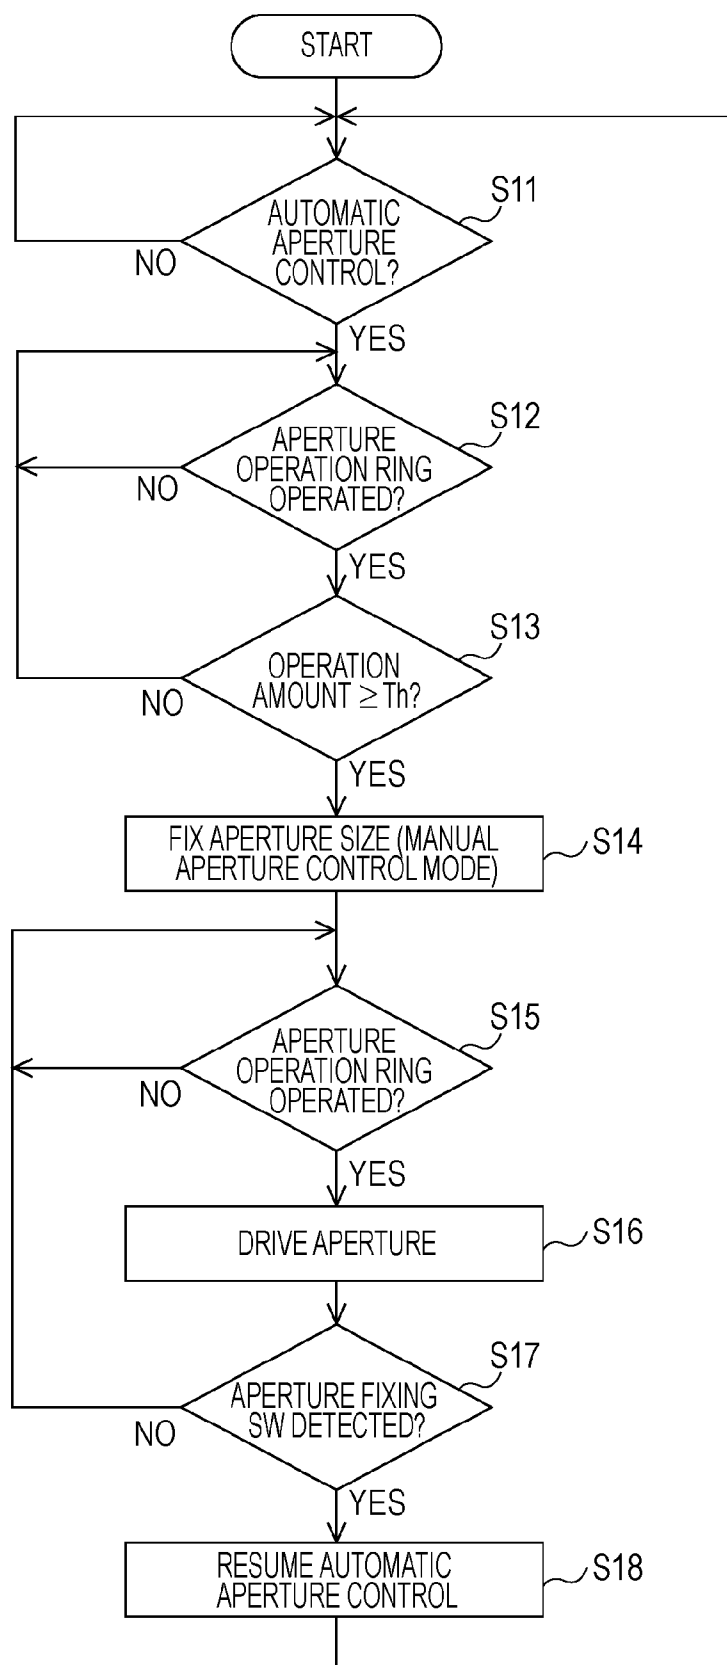 START
S11
AUTOMATIC
APERTURE
CONTROL?
NO
YES
S12
APERTURE
OPERATION RING
OPERATED?
NO
YES
S13
OPERATION
AMOUNT ≥ Th?
NO
YES
FIX APERTURE SIZE (MANUAL
APERTURE CONTROL MODE)
S14
S15
APERTURE
OPERATION RING
OPERATED?
NO
YES
DRIVE APERTURE
S16
S17
APERTURE FIXING
SW DETECTED?
NO
YES
RESUME AUTOMATIC
APERTURE CONTROL
S18